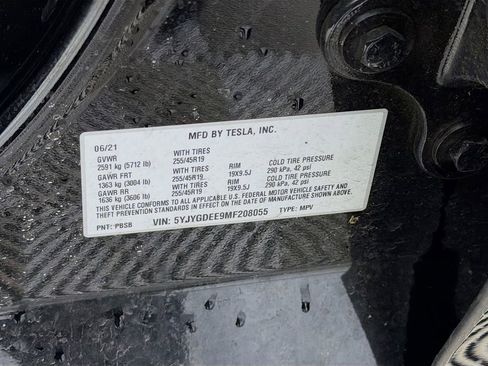 MFD BY TESLA, INC.
06/21
GVWR WITH TIRES RIM COLD TIRE PRESSURE
2591 kg (5712 lb) 255/45R19 19X9.5J 290 kPa, 42 psi
GAWR FRT WITH TIRES RIM COLD TIRE PRESSURE
1363 kg (3004 lb) 255/45R19 19X9.5J 290 kPa, 42 psi
GAWR RR
1636 kg (3606 lb)
THIS VEHICLE CONFORMS TO ALL APPLICABLE U.S. FEDERAL MOTOR VEHICLE SAFETY AND
THEFT PREVENTION STANDARDS IN EFFECT ON THE DATE OF MANUFACTURE SHOWN ABOVE.
PNT: PBSB VIN: 5YJYGDEE9MF208055 TYPE: MPV